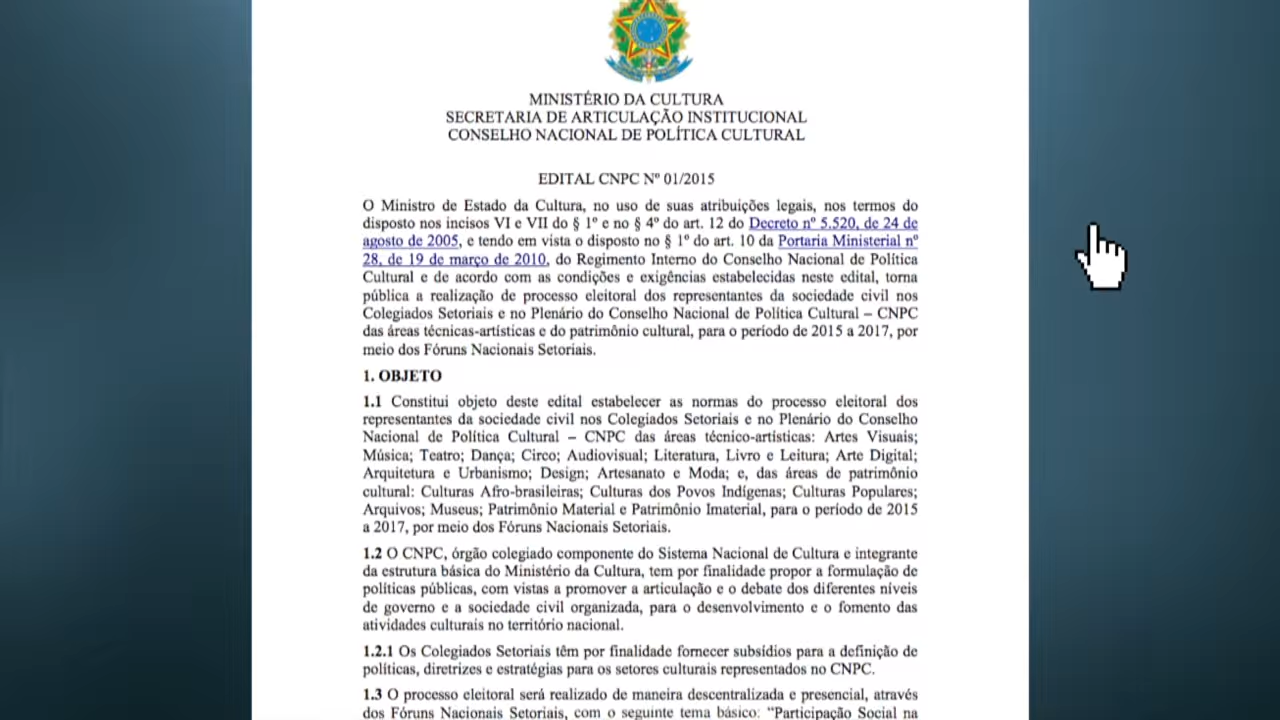 MINISTÉRIO DA CULTURA
SECRETARIA DE ARTICULAÇÃO INSTITUCIONAL
CONSELHO NACIONAL DE POLÍTICA CULTURAL
EDITAL CNPC Nº 01/2015
O Ministro de Estado da Cultura, no uso de suas atribuições legais, nos termos do
disposto nos incisos VI e VII do § 1º e no § 4º do art. 12 do Decreto nº 5.520, de 24 de
agosto de 2005, e tendo em vista o disposto no § 1º do art. 10 da Portaria Ministerial nº
28, de 19 de março de 2010, do Regimento Interno do Conselho Nacional de Política
Cultural e de acordo com as condições e exigências estabelecidas neste edital, torna
pública a realização de processo eleitoral dos representantes da sociedade civil nos
Colegiados Setoriais e no Plenário do Conselho Nacional de Política Cultural – CNPC
das áreas técnicas-artísticas e do patrimônio cultural, para o período de 2015 a 2017, por
meio dos Fóruns Nacionais Setoriais.
1. OBJETO
1.1 Constitui objeto deste edital estabelecer as normas do processo eleitoral dos
representantes da sociedade civil nos Colegiados Setoriais e no Plenário do Conselho
Nacional de Política Cultural – CNPC das áreas técnico-artísticas: Artes Visuais;
Música; Teatro; Dança; Circo; Audiovisual; Literatura, Livro e Leitura; Arte Digital;
Arquitetura e Urbanismo; Design; Artesanato e Moda; e, das áreas de patrimônio
cultural: Culturas Afro-brasileiras; Culturas dos Povos Indígenas; Culturas Populares;
Arquivos; Museus; Patrimônio Material e Patrimônio Imaterial, para o período de 2015
a 2017, por meio dos Fóruns Nacionais Setoriais.
1.2 O CNPC, órgão colegiado componente do Sistema Nacional de Cultura e integrante
da estrutura básica do Ministério da Cultura, tem por finalidade propor a formulação de
políticas públicas, com vistas a promover a articulação e o debate dos diferentes níveis
de governo e a sociedade civil organizada, para o desenvolvimento e o fomento das
atividades culturais no território nacional.
1.2.1 Os Colegiados Setoriais têm por finalidade fornecer subsídios para a definição de
políticas, diretrizes e estratégias para os setores culturais representados no CNPC.
1.3 O processo eleitoral será realizado de maneira descentralizada e presencial, através
dos Fóruns Nacionais Setoriais, com o seguinte tema básico: “Participação Social na